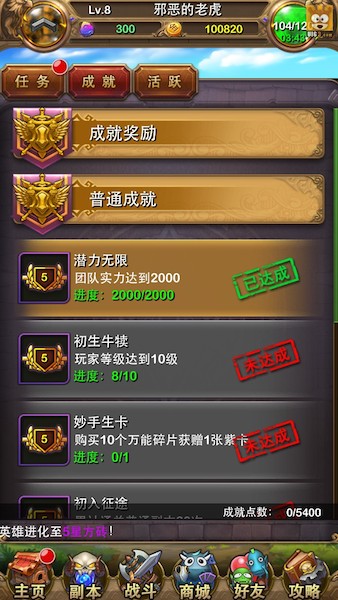 Lv.8 邪恶的老虎
300 100820 104/12
03:43
任务 成就 活跃
成就奖励
普通成就
潜力无限
5 团队实力达到2000
进度：2000/2000
已达成
初生牛犊
5 玩家等级达到10级
进度：8/10
未达成
妙手生卡
5 购买10个万能碎片获赠1张紫卡
进度：0/1
未达成
初入征途
成就点数： 0/5400
英雄进化至5星方砖！
主页 副本 战斗 商城 好友 攻略